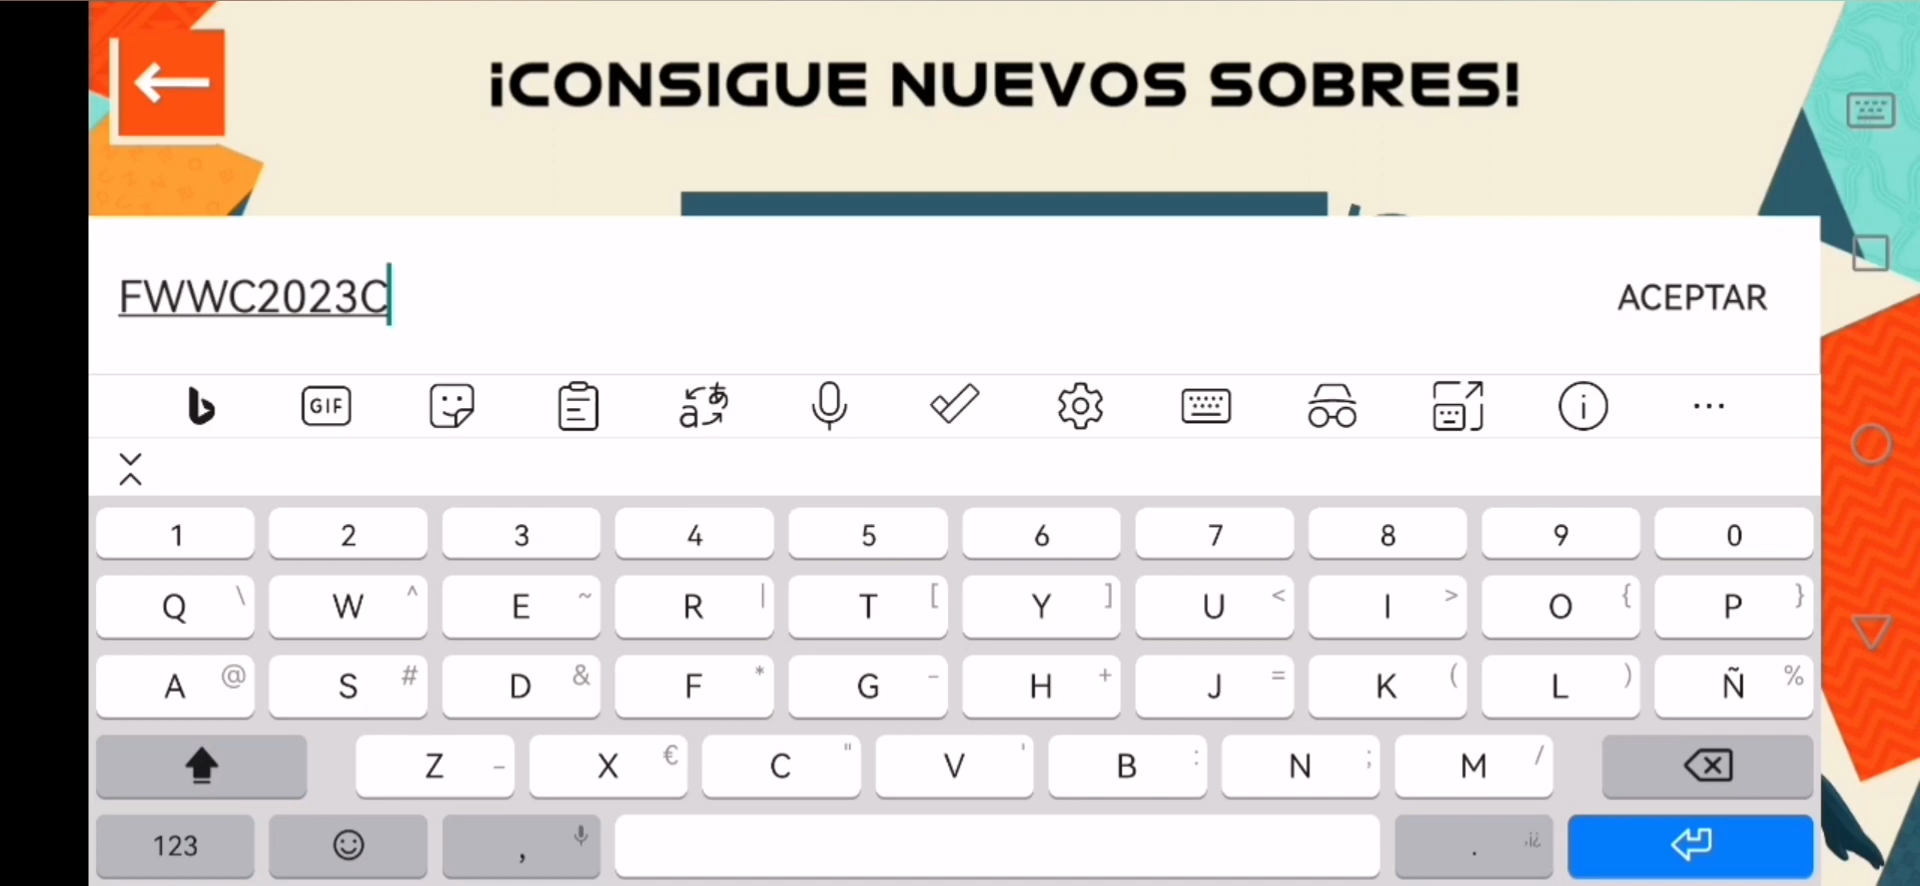 ¡CONSIGUE NUEVOS SOBRES!
FWWC2023C
ACEPTAR
GIF
1 2 3 4 5 6 7 8 9 0
Q \ W ^ E ~ R | T [ Y ] U < I > O { P }
A @ S # D & F * G - H + J = K ( L ) Ñ %
Z _ X € C " V ' B : N ; M /
123 , . ,¡¿